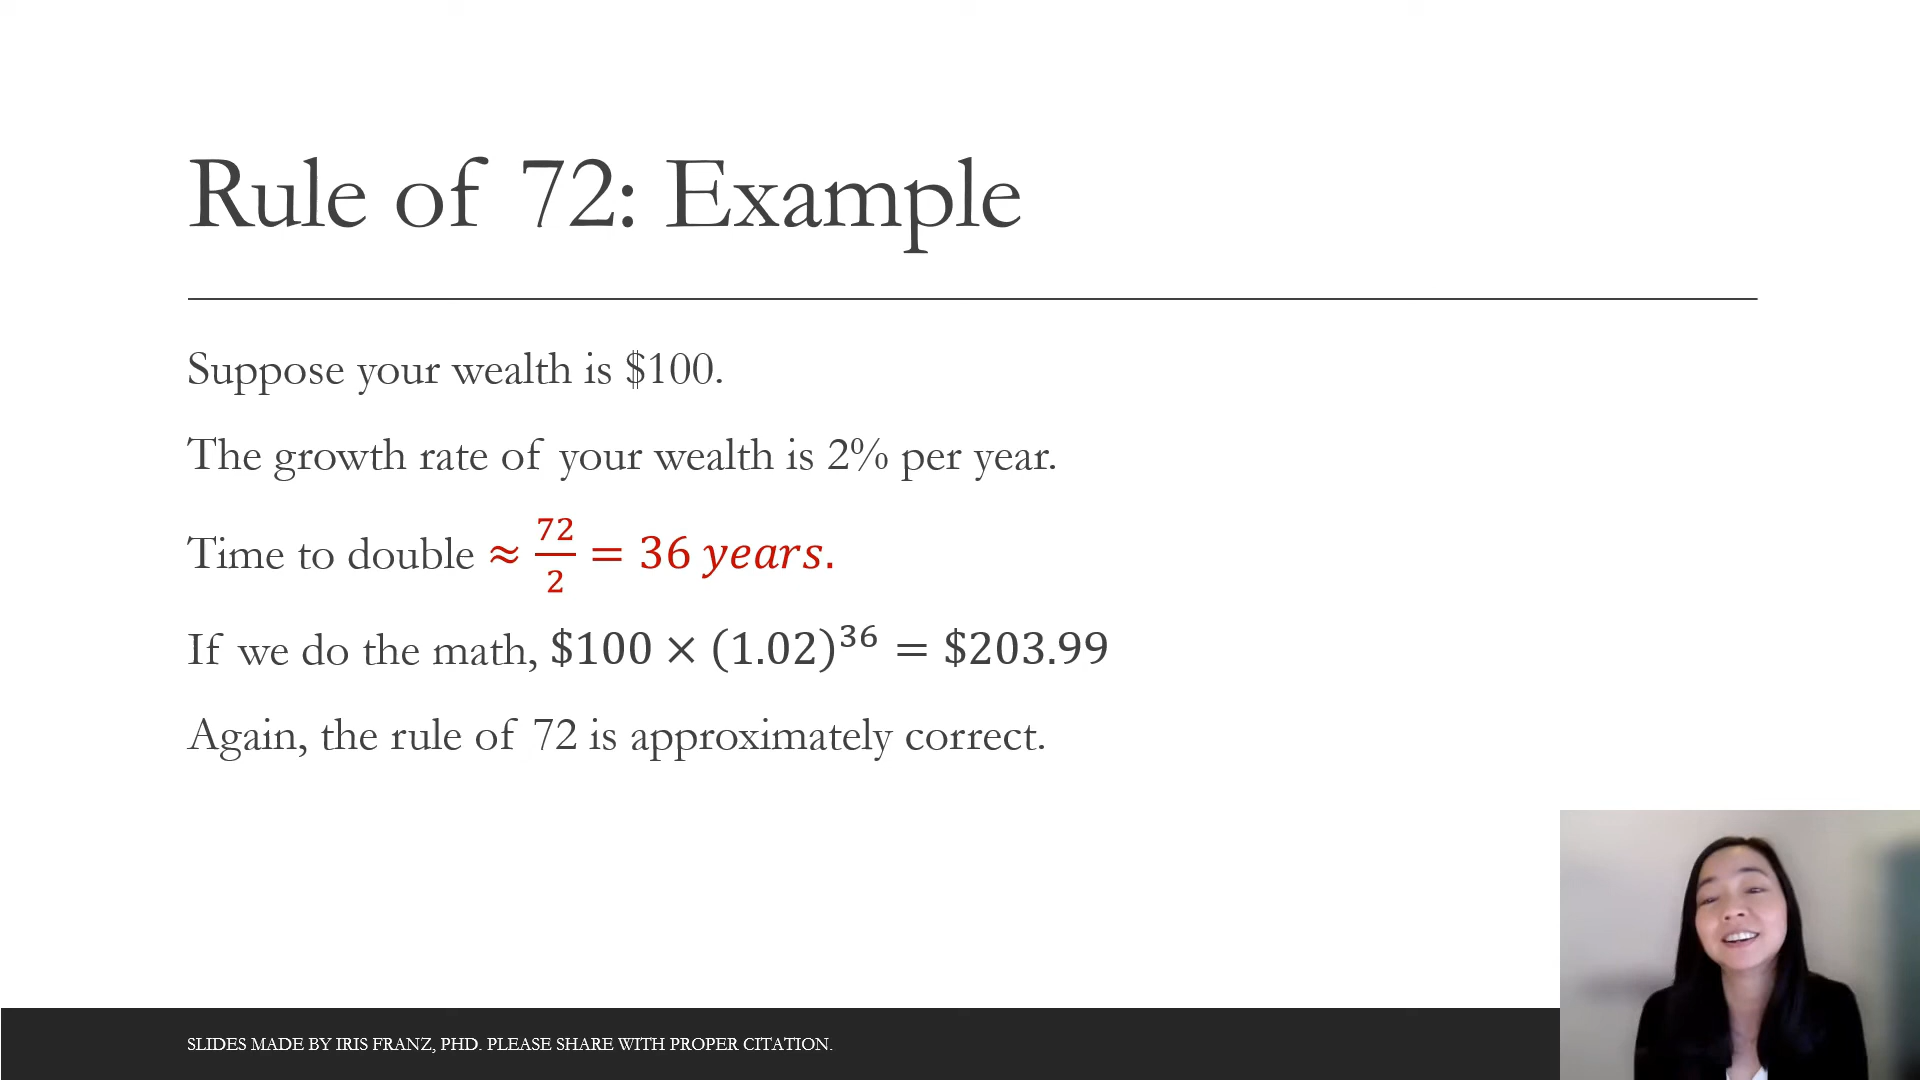 Rule of 72: Example
Suppose your wealth is $100.
The growth rate of your wealth is 2% per year.
Time to double ≈ 72/2 = 36 years.
If we do the math, $100 × (1.02)^36 = $203.99
Again, the rule of 72 is approximately correct.
SLIDES MADE BY IRIS FRANZ, PHD. PLEASE SHARE WITH PROPER CITATION.